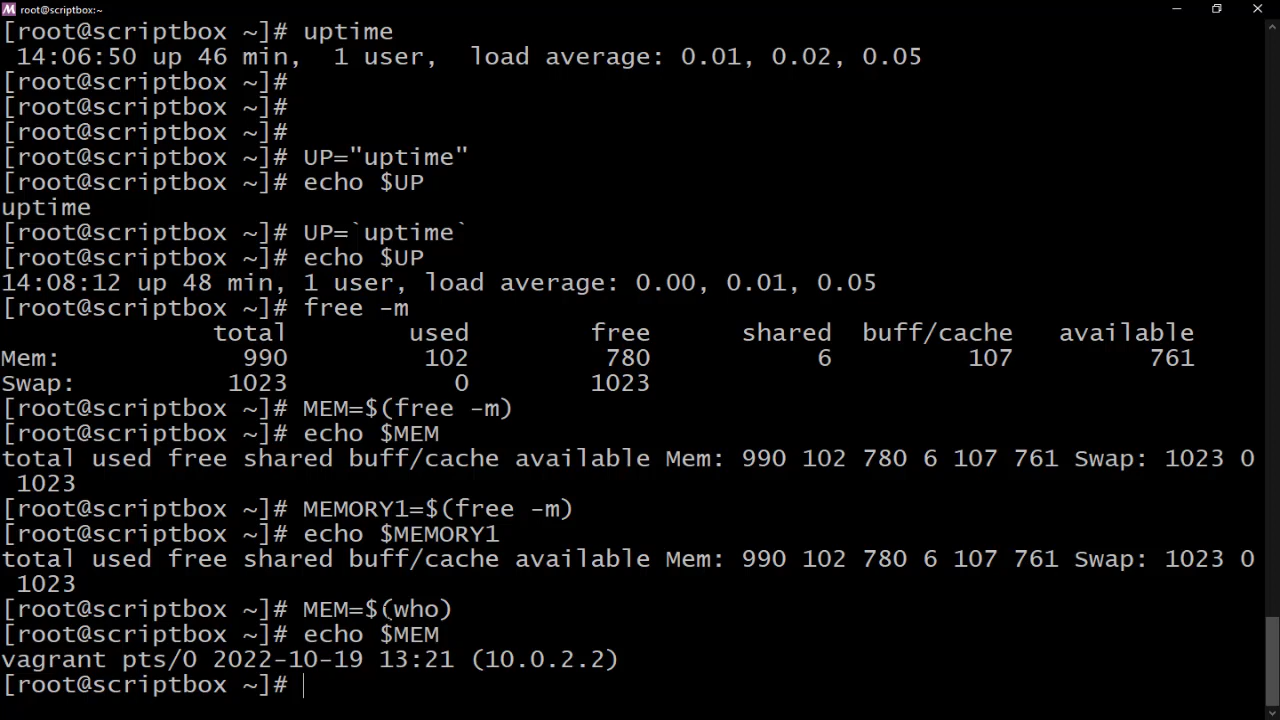 root@scriptbox:~
[root@scriptbox ~]# uptime
 14:06:50 up 46 min,  1 user,  load average: 0.01, 0.02, 0.05
[root@scriptbox ~]#
[root@scriptbox ~]#
[root@scriptbox ~]#
[root@scriptbox ~]# UP="uptime"
[root@scriptbox ~]# echo $UP
uptime
[root@scriptbox ~]# UP=`uptime`
[root@scriptbox ~]# echo $UP
14:08:12 up 48 min, 1 user, load average: 0.00, 0.01, 0.05
[root@scriptbox ~]# free -m
              total        used        free      shared  buff/cache   available
Mem:            990         102         780           6         107         761
Swap:          1023           0        1023
[root@scriptbox ~]# MEM=$(free -m)
[root@scriptbox ~]# echo $MEM
total used free shared buff/cache available Mem: 990 102 780 6 107 761 Swap: 1023 0
 1023
[root@scriptbox ~]# MEMORY1=$(free -m)
[root@scriptbox ~]# echo $MEMORY1
total used free shared buff/cache available Mem: 990 102 780 6 107 761 Swap: 1023 0
 1023
[root@scriptbox ~]# MEM=$(who)
[root@scriptbox ~]# echo $MEM
vagrant pts/0 2022-10-19 13:21 (10.0.2.2)
[root@scriptbox ~]#